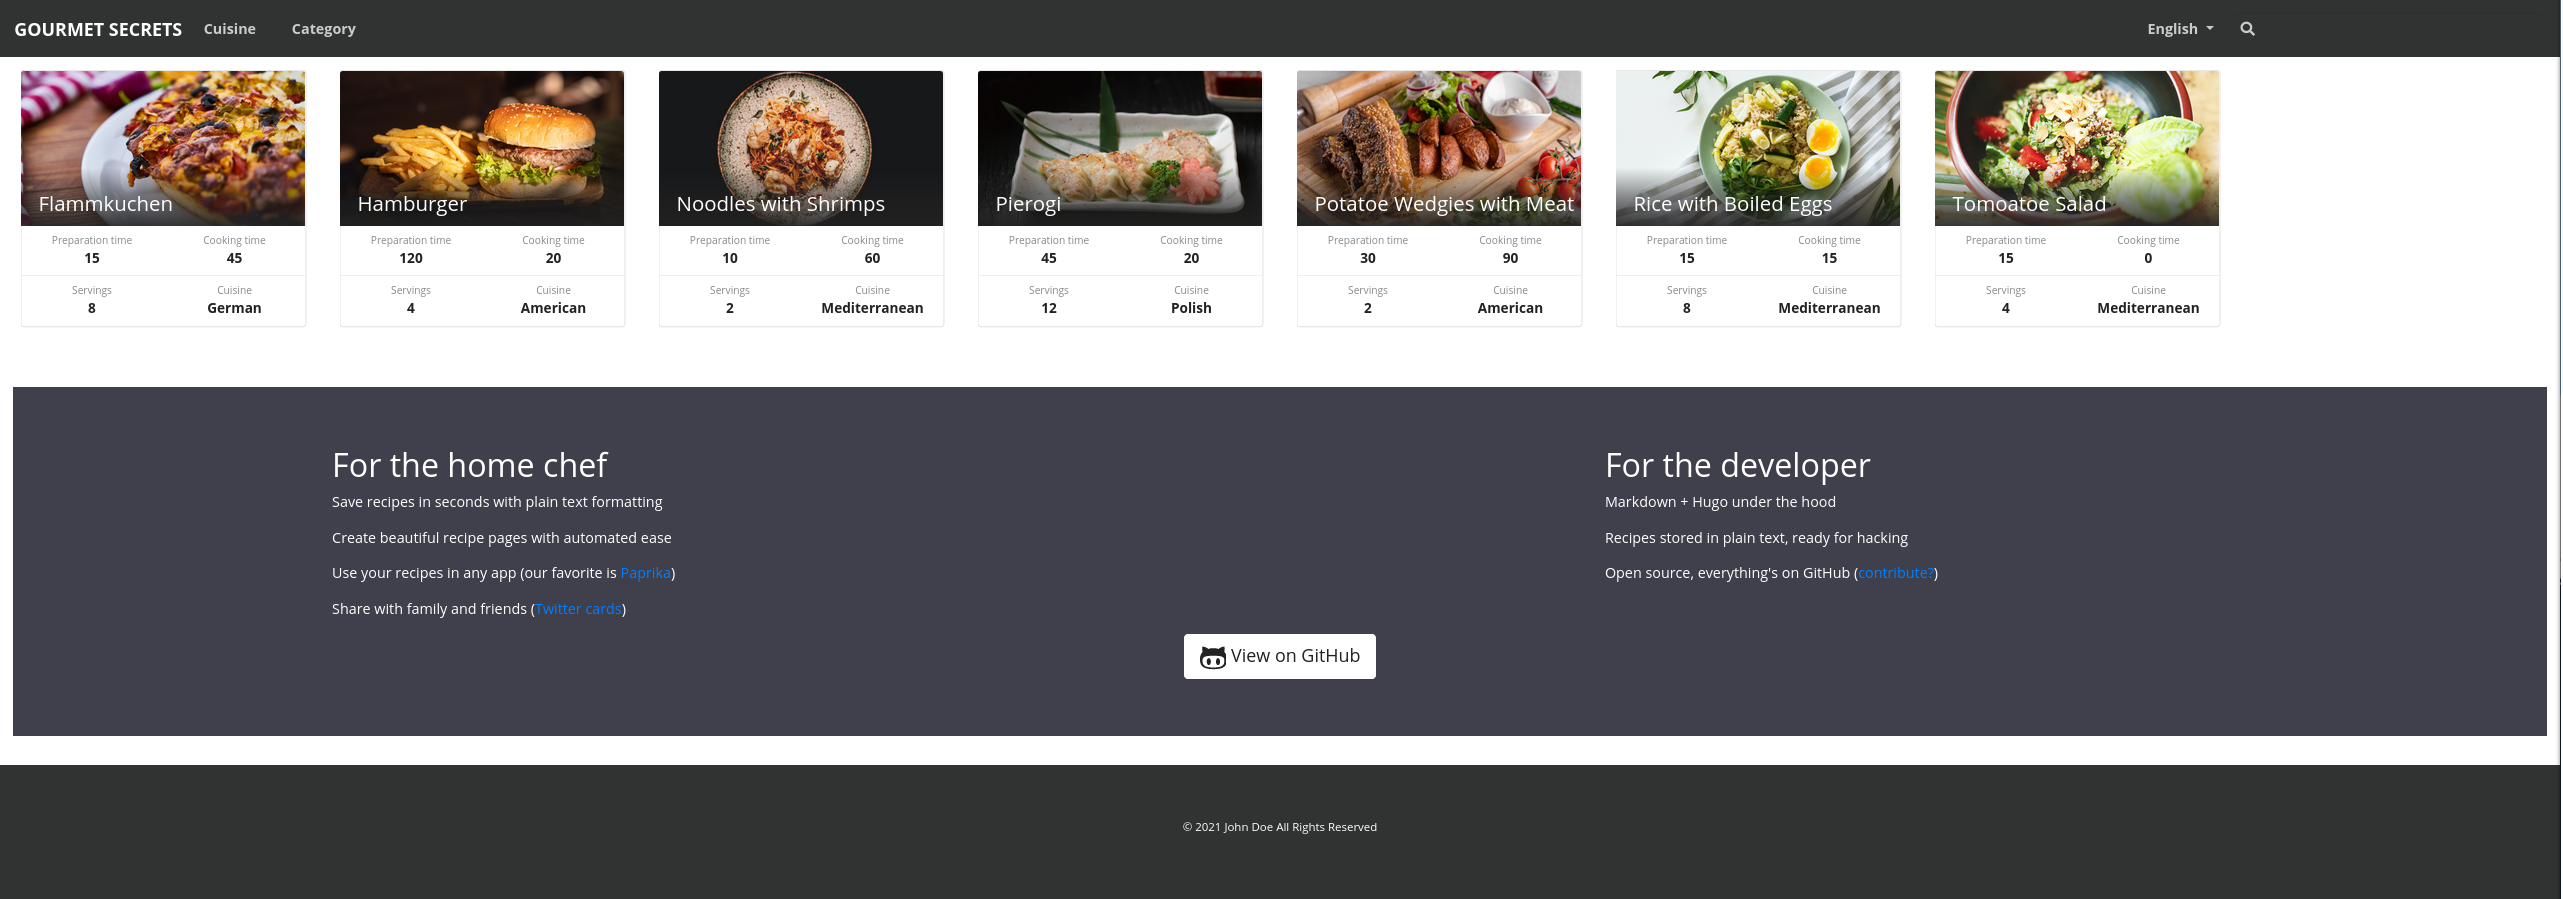 GOURMET SECRETS Cuisine Category English
Flammkuchen
Preparation time Cooking time
15 45
Servings Cuisine
8 German
Hamburger
Preparation time Cooking time
120 20
Servings Cuisine
4 American
Noodles with Shrimps
Preparation time Cooking time
10 60
Servings Cuisine
2 Mediterranean
Pierogi
Preparation time Cooking time
45 20
Servings Cuisine
12 Polish
Potatoe Wedgies with Meat
Preparation time Cooking time
30 90
Servings Cuisine
2 American
Rice with Boiled Eggs
Preparation time Cooking time
15 15
Servings Cuisine
8 Mediterranean
Tomoatoe Salad
Preparation time Cooking time
15 0
Servings Cuisine
4 Mediterranean
For the home chef
Save recipes in seconds with plain text formatting
Create beautiful recipe pages with automated ease
Use your recipes in any app (our favorite is Paprika)
Share with family and friends (Twitter cards)
For the developer
Markdown + Hugo under the hood
Recipes stored in plain text, ready for hacking
Open source, everything's on GitHub (contribute?)
View on GitHub
© 2021 John Doe All Rights Reserved